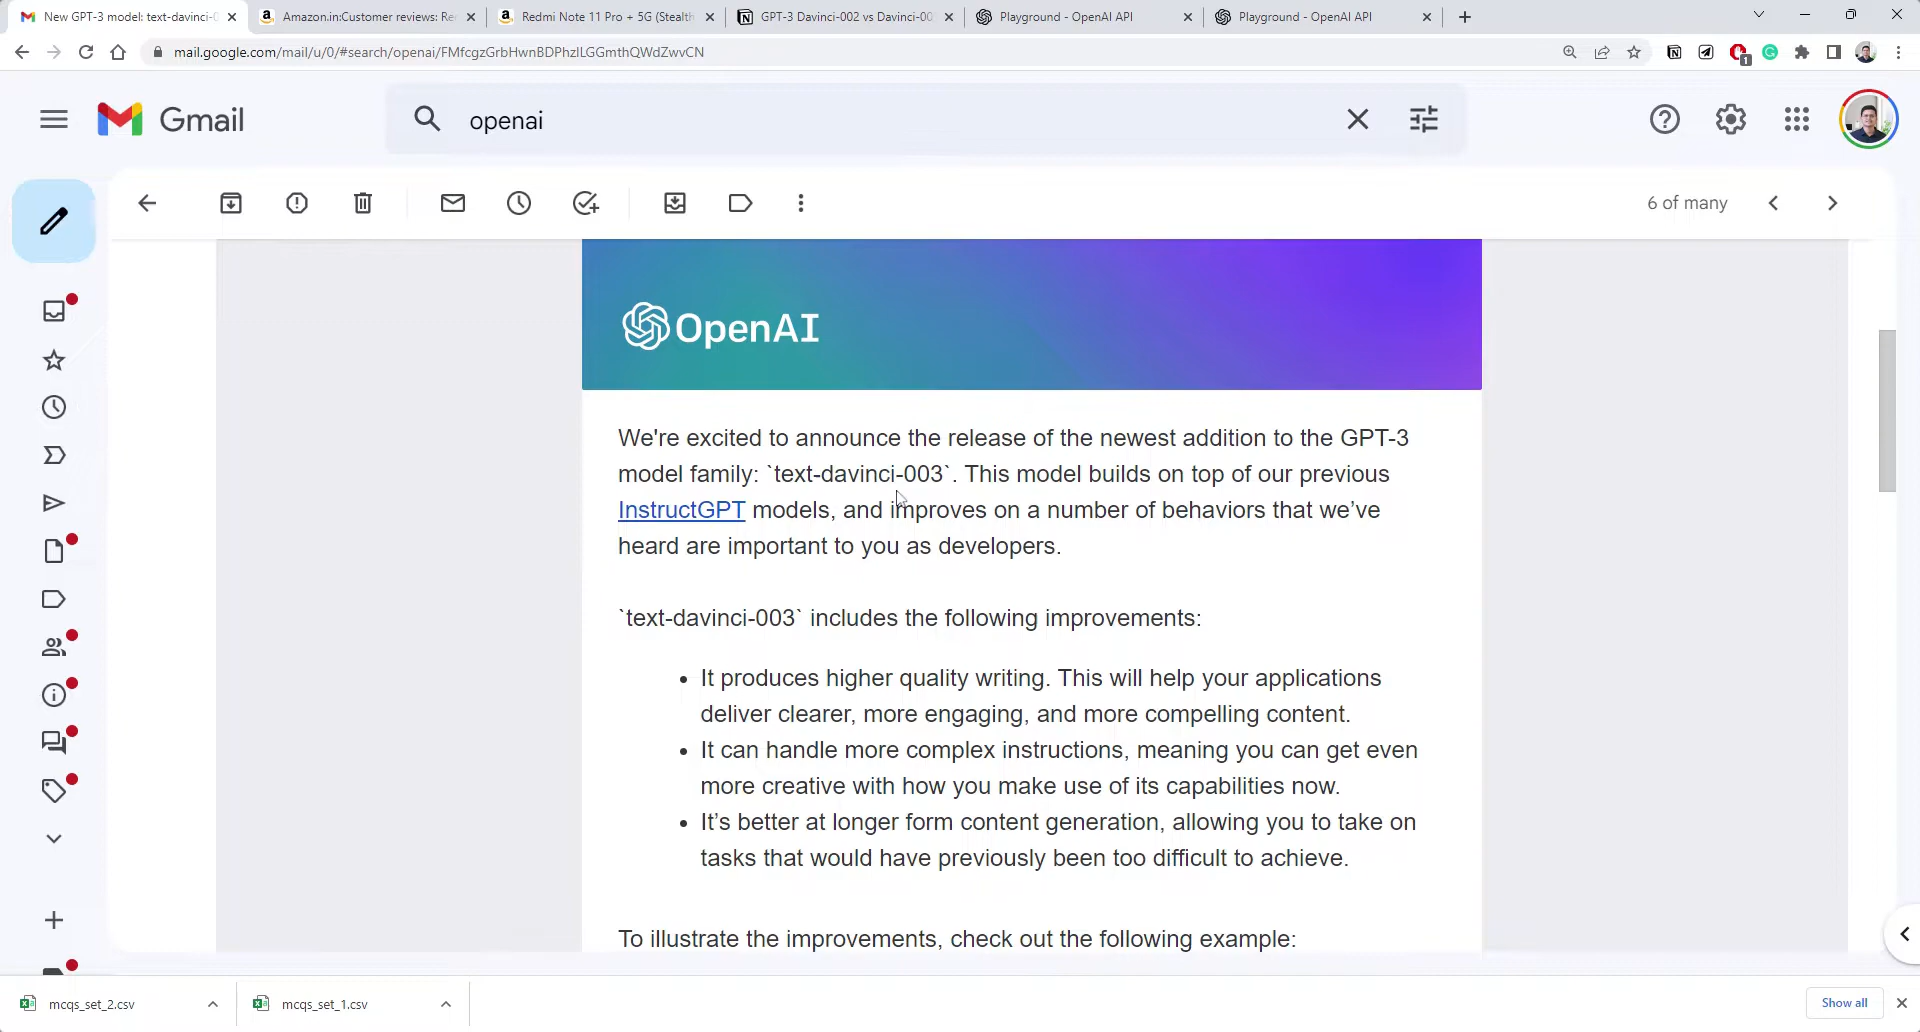 New GPT-3 model: text-davinci-0
Amazon.in:Customer reviews: Re
Redmi Note 11 Pro + 5G (Stealth
GPT-3 Davinci-002 vs Davinci-00
Playground - OpenAI API
Playground - OpenAI API
mail.google.com/mail/u/0/#search/openai/FMfcgzGrbHwnBDPhzlLGGmthQWdZwvCN
1
Gmail
openai
6 of many
OpenAI
We're excited to announce the release of the newest addition to the GPT-3
model family: `text-davinci-003`. This model builds on top of our previous
InstructGPT models, and improves on a number of behaviors that we’ve
heard are important to you as developers.
`text-davinci-003` includes the following improvements:
• It produces higher quality writing. This will help your applications
deliver clearer, more engaging, and more compelling content.
• It can handle more complex instructions, meaning you can get even
more creative with how you make use of its capabilities now.
• It’s better at longer form content generation, allowing you to take on
tasks that would have previously been too difficult to achieve.
To illustrate the improvements, check out the following example:
mcqs_set_2.csv
mcqs_set_1.csv
Show all